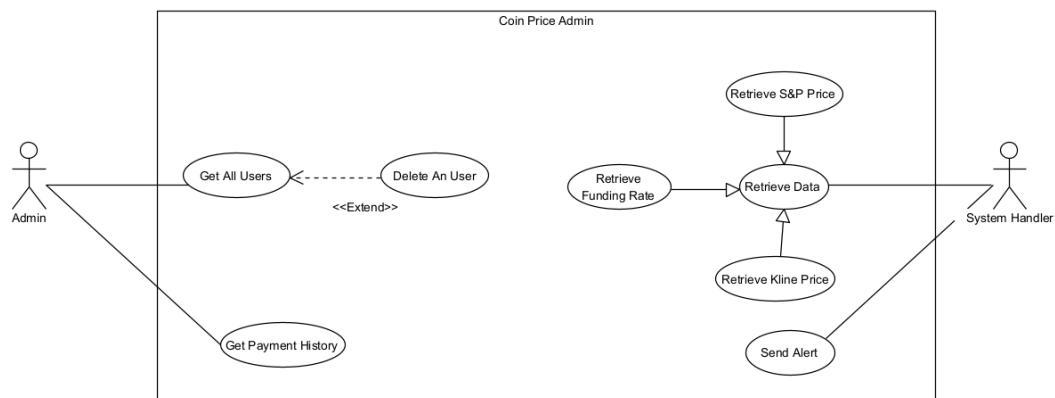 Coin Price Admin
Retrieve S&P Price
Get All Users
Delete An User
<<Extend>>
Retrieve
Funding Rate
Retrieve Data
Admin
System Handler
Retrieve Kline Price
Get Payment History
Send Alert